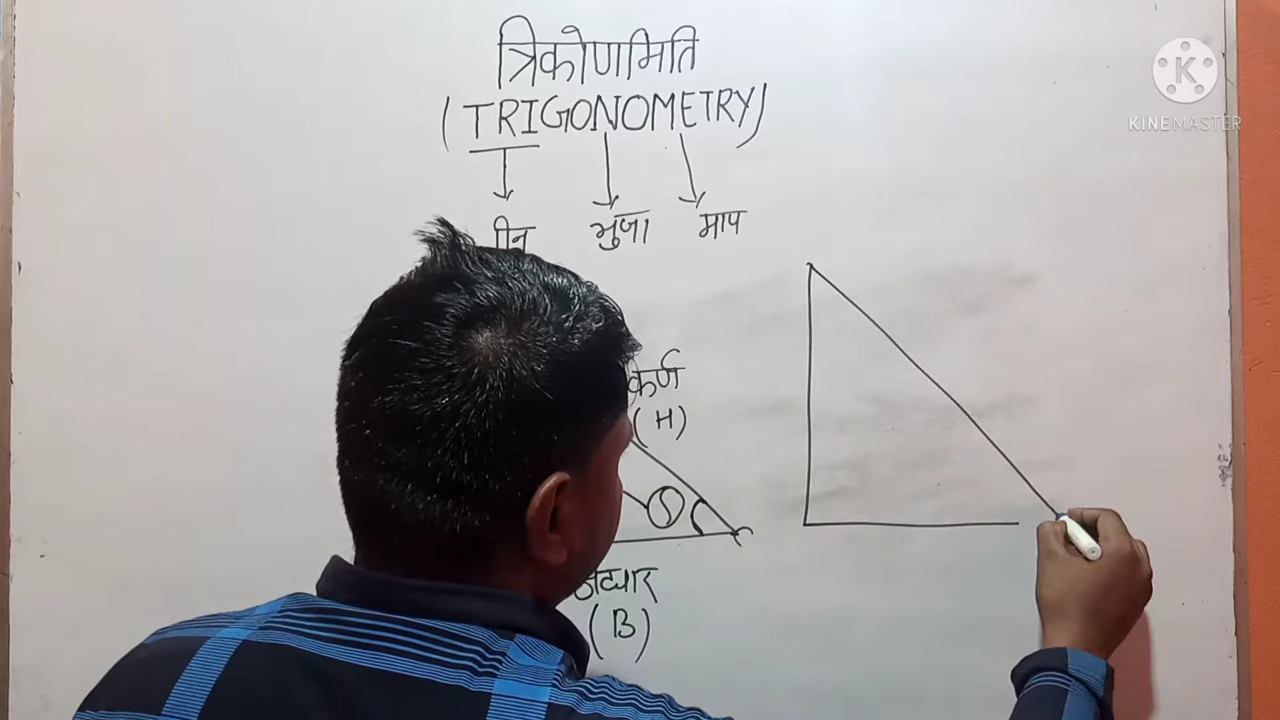 त्रिकोणमिति
(TRIGONOMETRY)
भुजा माप
कर्ण
(H)
(B)
K
KINEMASTER